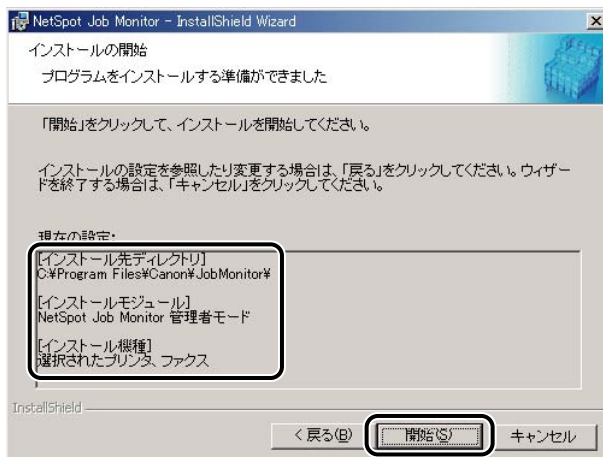 NetSpot Job Monitor - InstallShield Wizard
インストールの開始
プログラムをインストールする準備ができました
「開始」をクリックして、インストールを開始してください。
インストールの設定を参照したり変更する場合は、「戻る」をクリックしてください。ウィザー
ドを終了する場合は、「キャンセル」をクリックしてください。
現在の設定:
[インストール先ディレクトリ]
C:¥Program Files¥Canon¥JobMonitor¥
[インストールモジュール]
NetSpot Job Monitor 管理者モード
[インストール機種]
選択されたプリンタ、ファクス
InstallShield
< 戻る(B) 開始(S) キャンセル